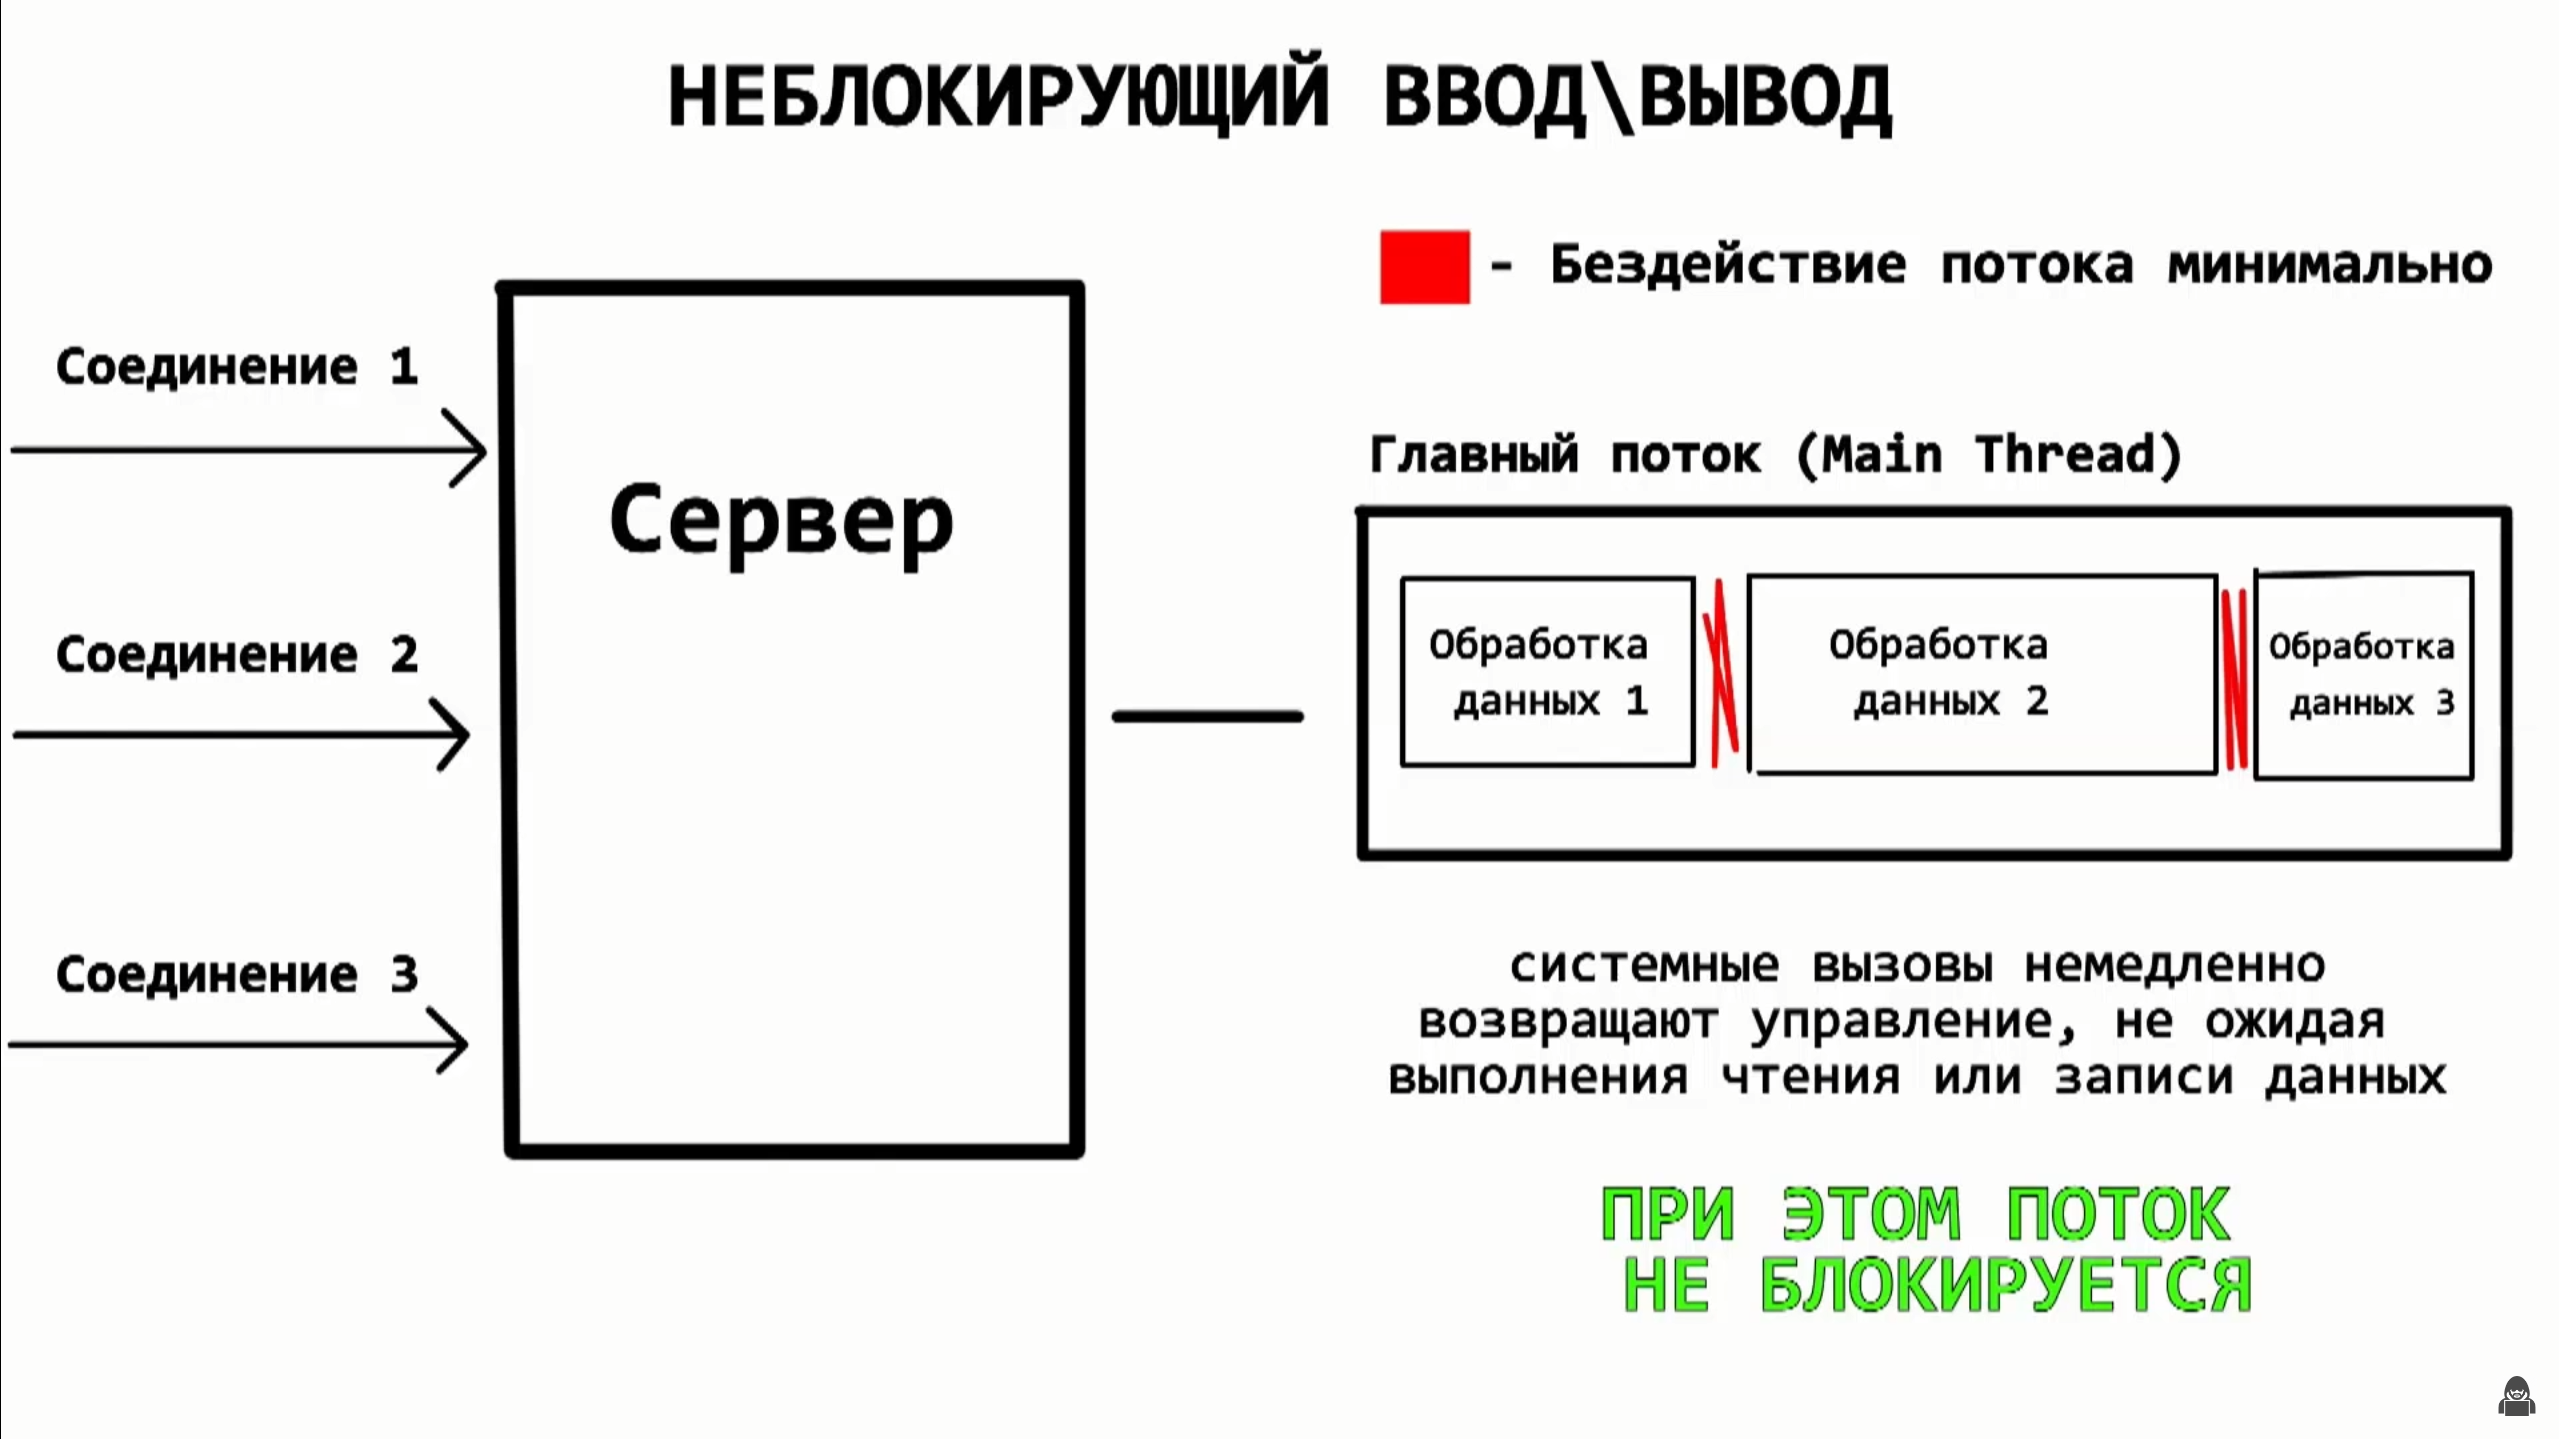 НЕБЛОКИРУЮЩИЙ ВВОД\ВЫВОД
- Бездействие потока минимально
Соединение 1
Соединение 2
Соединение 3
Сервер
Главный поток (Main Thread)
Обработка
данных 1
Обработка
данных 2
Обработка
данных 3
системные вызовы немедленно
возвращают управление, не ожидая
выполнения чтения или записи данных
ПРИ ЭТОМ ПОТОК
НЕ БЛОКИРУЕТСЯ